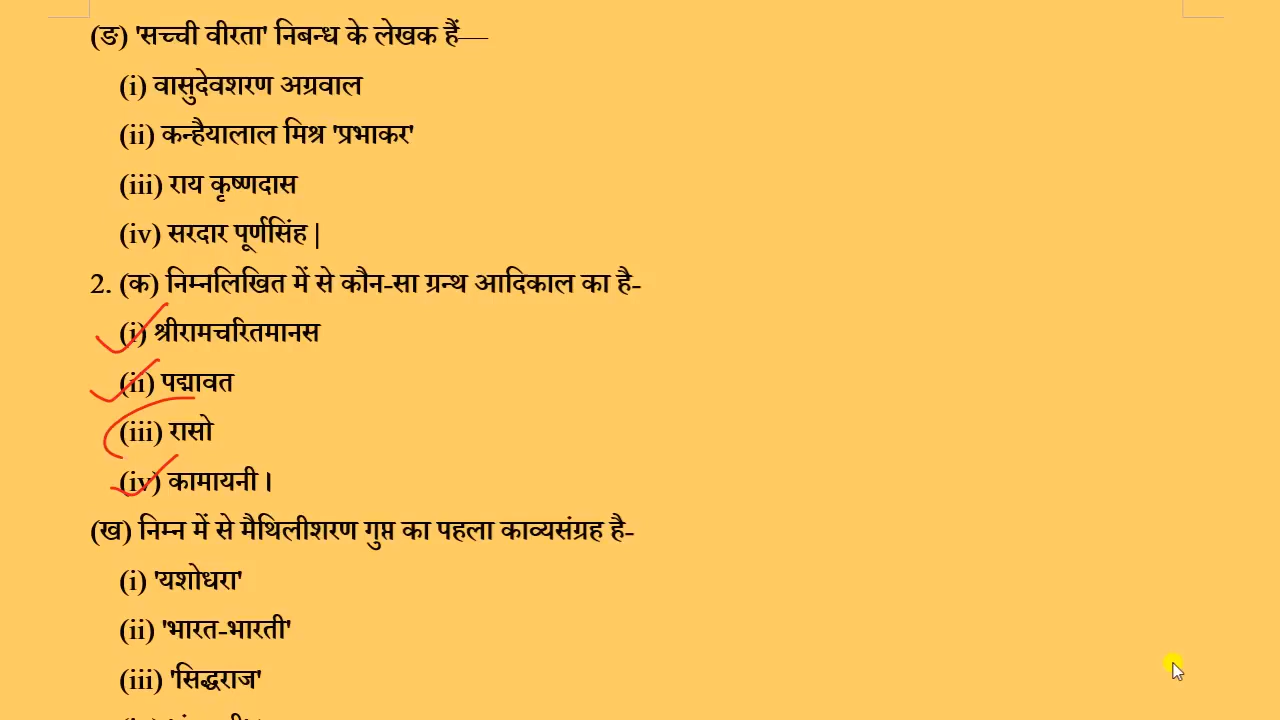 (ङ) 'सच्ची वीरता' निबन्ध के लेखक हैं—
(i) वासुदेवशरण अग्रवाल
(ii) कन्हैयालाल मिश्र 'प्रभाकर'
(iii) राय कृष्णदास
(iv) सरदार पूर्णसिंह |
2. (क) निम्नलिखित में से कौन-सा ग्रन्थ आदिकाल का है-
(i) श्रीरामचरितमानस
(ii) पद्मावत
(iii) रासो
(iv) कामायनी ।
(ख) निम्न में से मैथिलीशरण गुप्त का पहला काव्यसंग्रह है-
(i) 'यशोधरा'
(ii) 'भारत-भारती'
(iii) 'सिद्धराज'